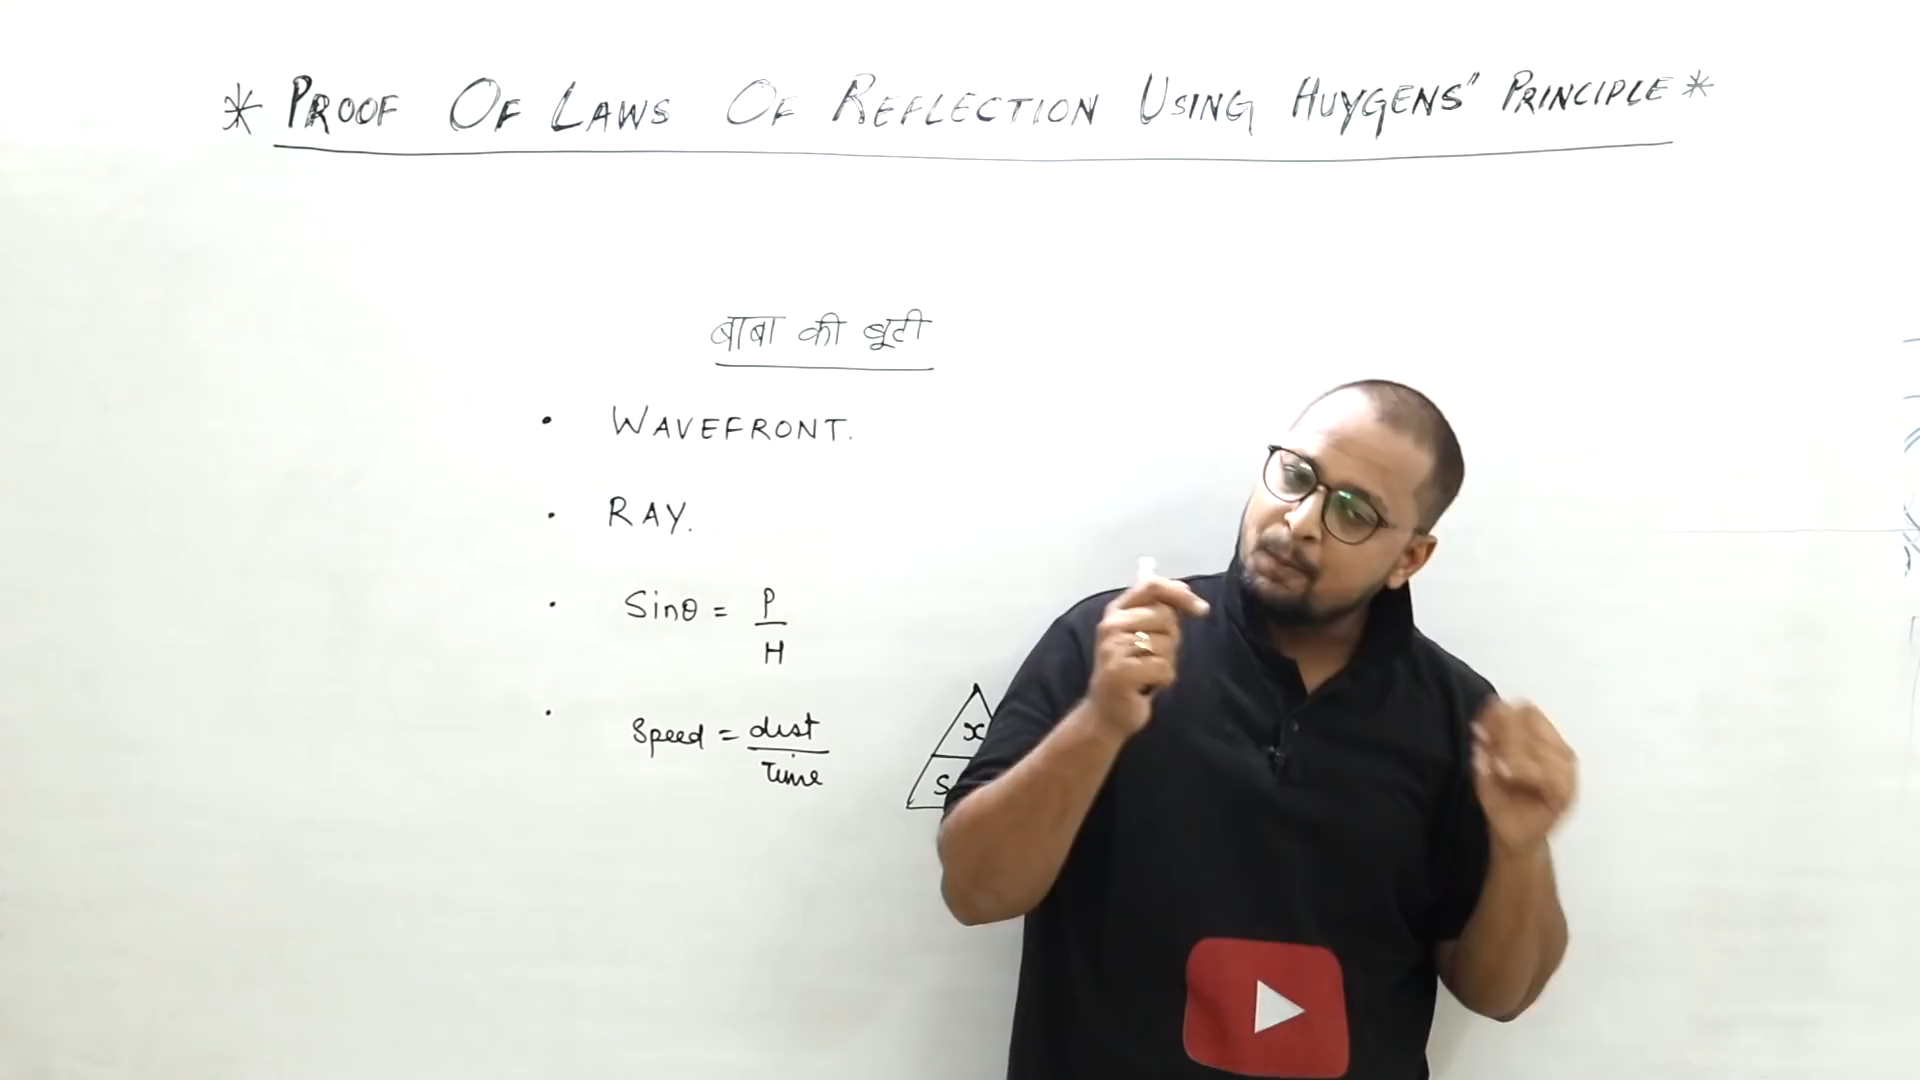 * PROOF OF LAWS OF REFLECTION USING HUYGENS" PRINCIPLE *
बाबा की बूटी
• WAVEFRONT.
• RAY.
• Sinθ = P
H
• Speed = dist
Time
x
S